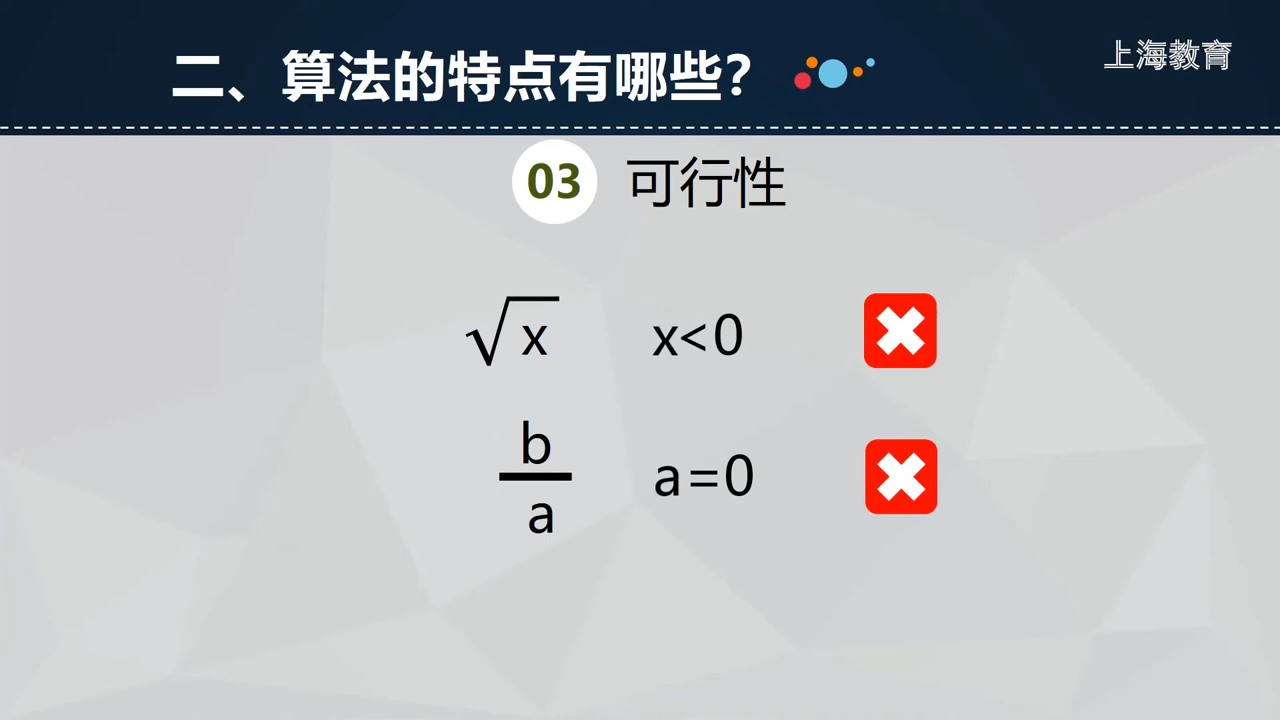 二、算法的特点有哪些?
上海教育
03 可行性
√x x<0
b
a
a=0